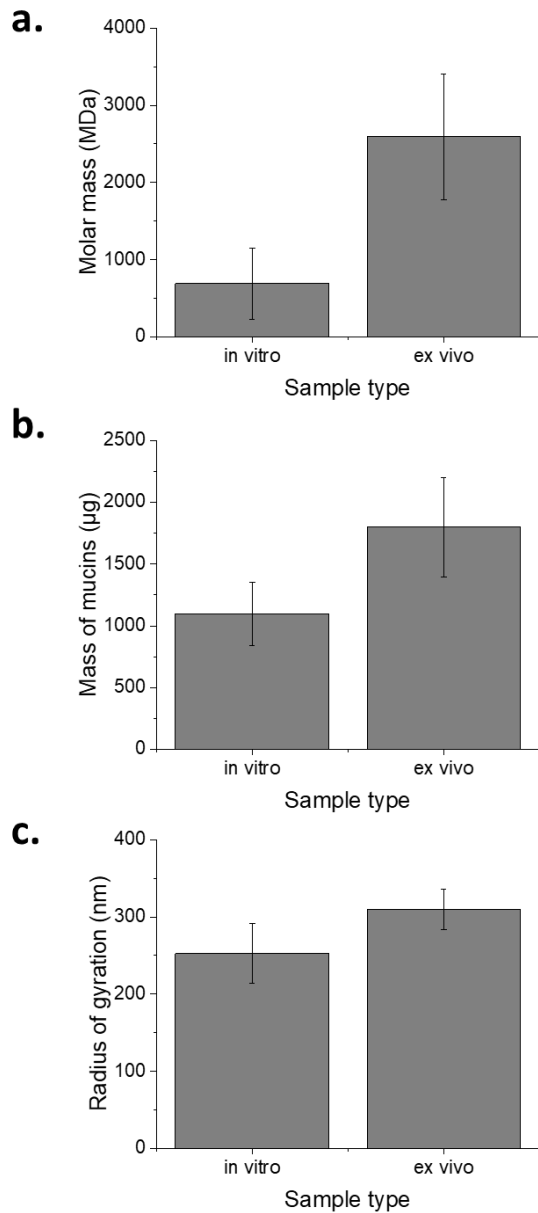 a.
4000
3000
2000
1000
0
Molar mass (MDa)
in vitro
ex vivo
Sample type
b.
2500
2000
1500
1000
500
0
Mass of mucins (µg)
in vitro
ex vivo
Sample type
c.
400
300
200
100
0
Radius of gyration (nm)
in vitro
ex vivo
Sample type